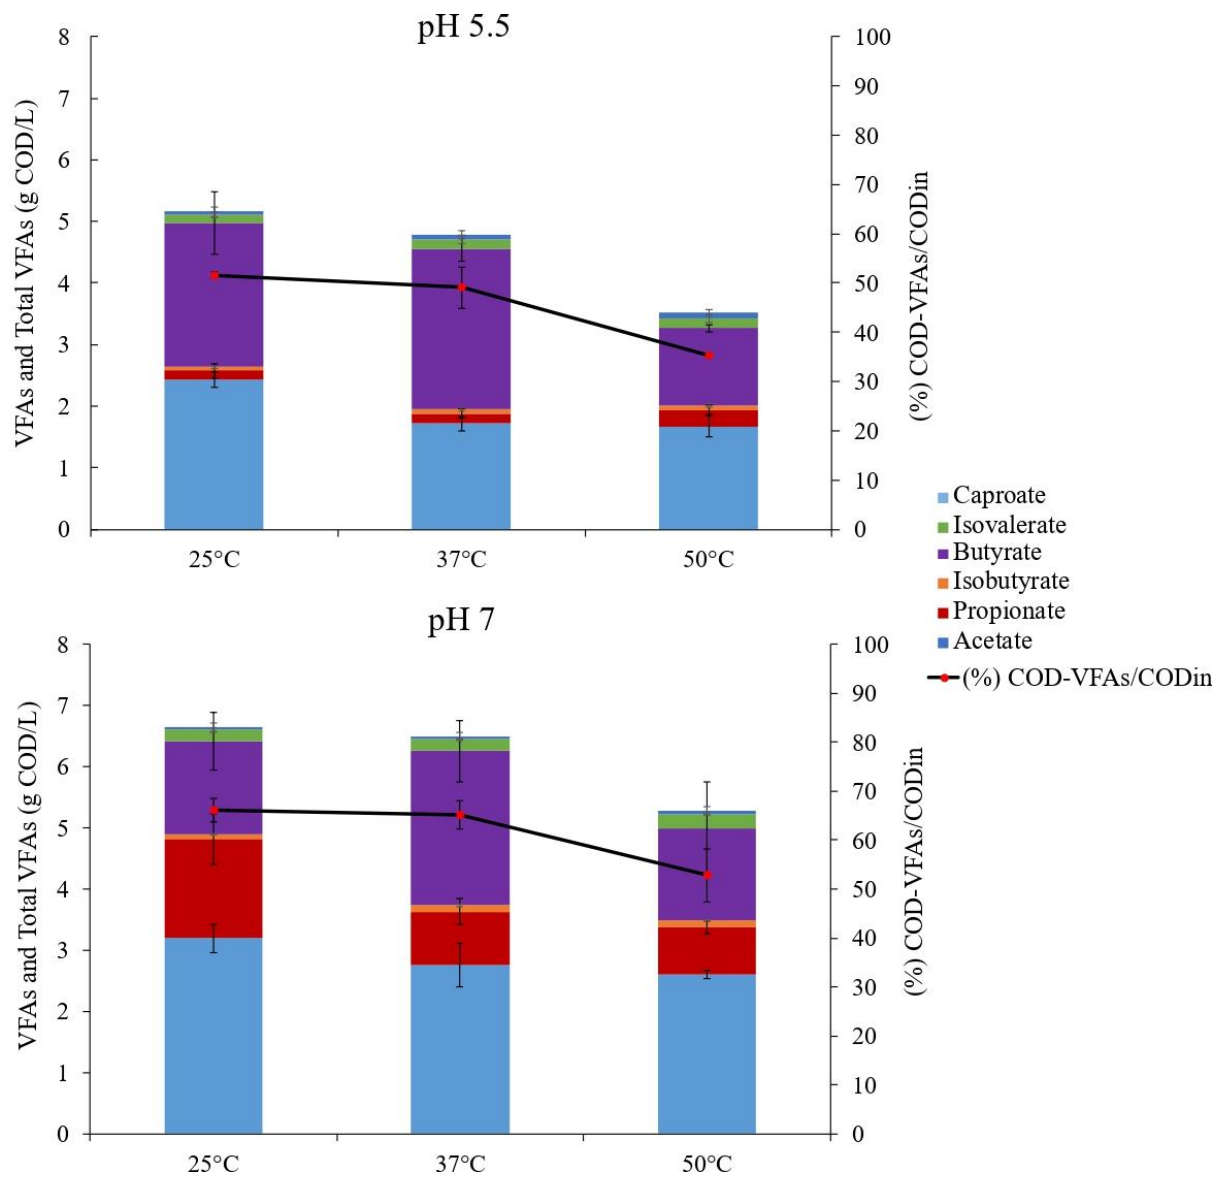 pH 5.5
VFAs and Total VFAs (g COD/L)
8
7
6
5
4
3
2
1
0
100
90
80
70
60
50
40
30
20
10
0
(%) COD-VFAs/CODin
25°C
37°C
50°C
Caproate
Isovalerate
Butyrate
Isobutyrate
Propionate
Acetate
(%) COD-VFAs/CODin
pH 7
VFAs and Total VFAs (g COD/L)
8
7
6
5
4
3
2
1
0
100
90
80
70
60
50
40
30
20
10
0
(%) COD-VFAs/CODin
25°C
37°C
50°C